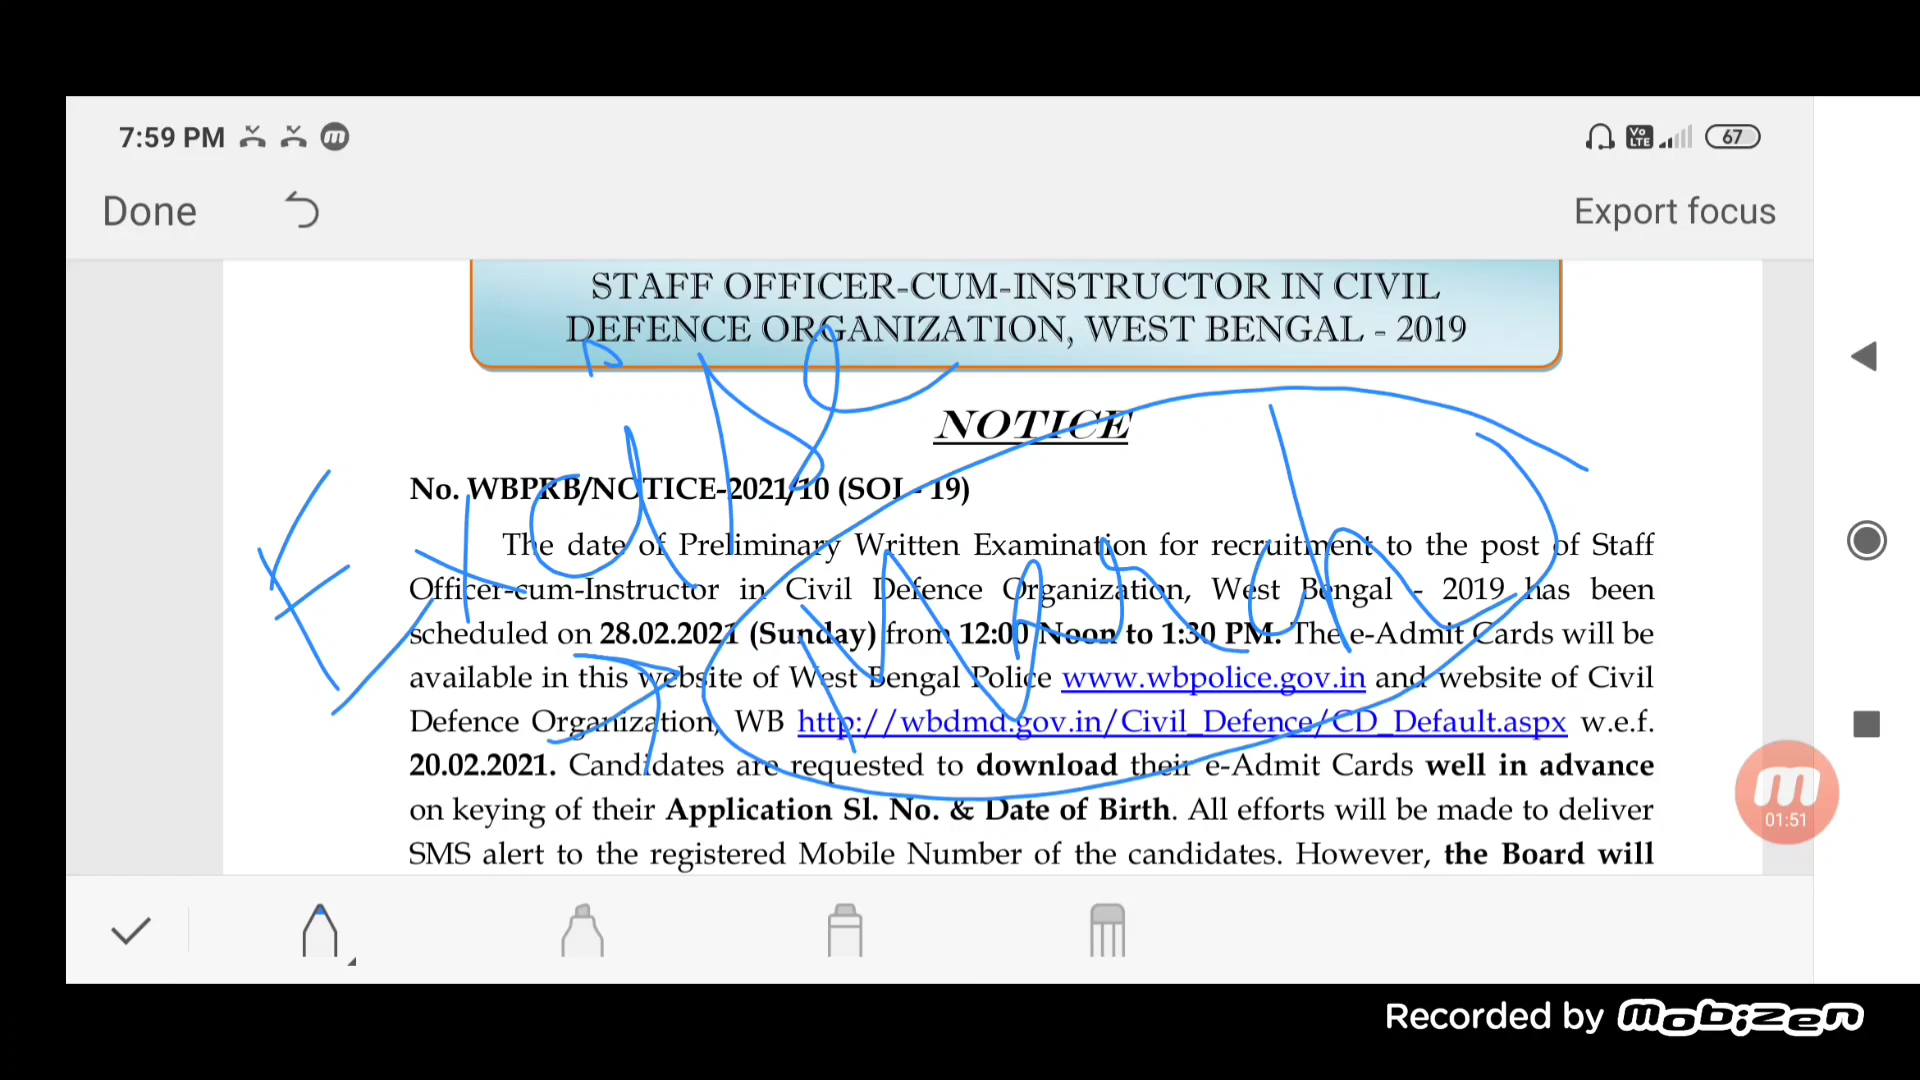 7:59 PM
Vo LTE
67
Done
Export focus
STAFF OFFICER-CUM-INSTRUCTOR IN CIVIL
DEFENCE ORGANIZATION, WEST BENGAL - 2019
NOTICE
No. WBPRB/NOTICE-2021/10 (SOI - 19)
The date of Preliminary Written Examination for recruitment to the post of Staff
Officer-cum-Instructor in Civil Defence Organization, West Bengal - 2019 has been
scheduled on 28.02.2021 (Sunday) from 12:00 Noon to 1:30 PM. The e-Admit Cards will be
available in this website of West Bengal Police www.wbpolice.gov.in and website of Civil
Defence Organization, WB http://wbdmd.gov.in/Civil_Defence/CD_Default.aspx w.e.f.
20.02.2021. Candidates are requested to download their e-Admit Cards well in advance
on keying of their Application Sl. No. & Date of Birth. All efforts will be made to deliver
SMS alert to the registered Mobile Number of the candidates. However, the Board will
March
01:51
Recorded by mobizen